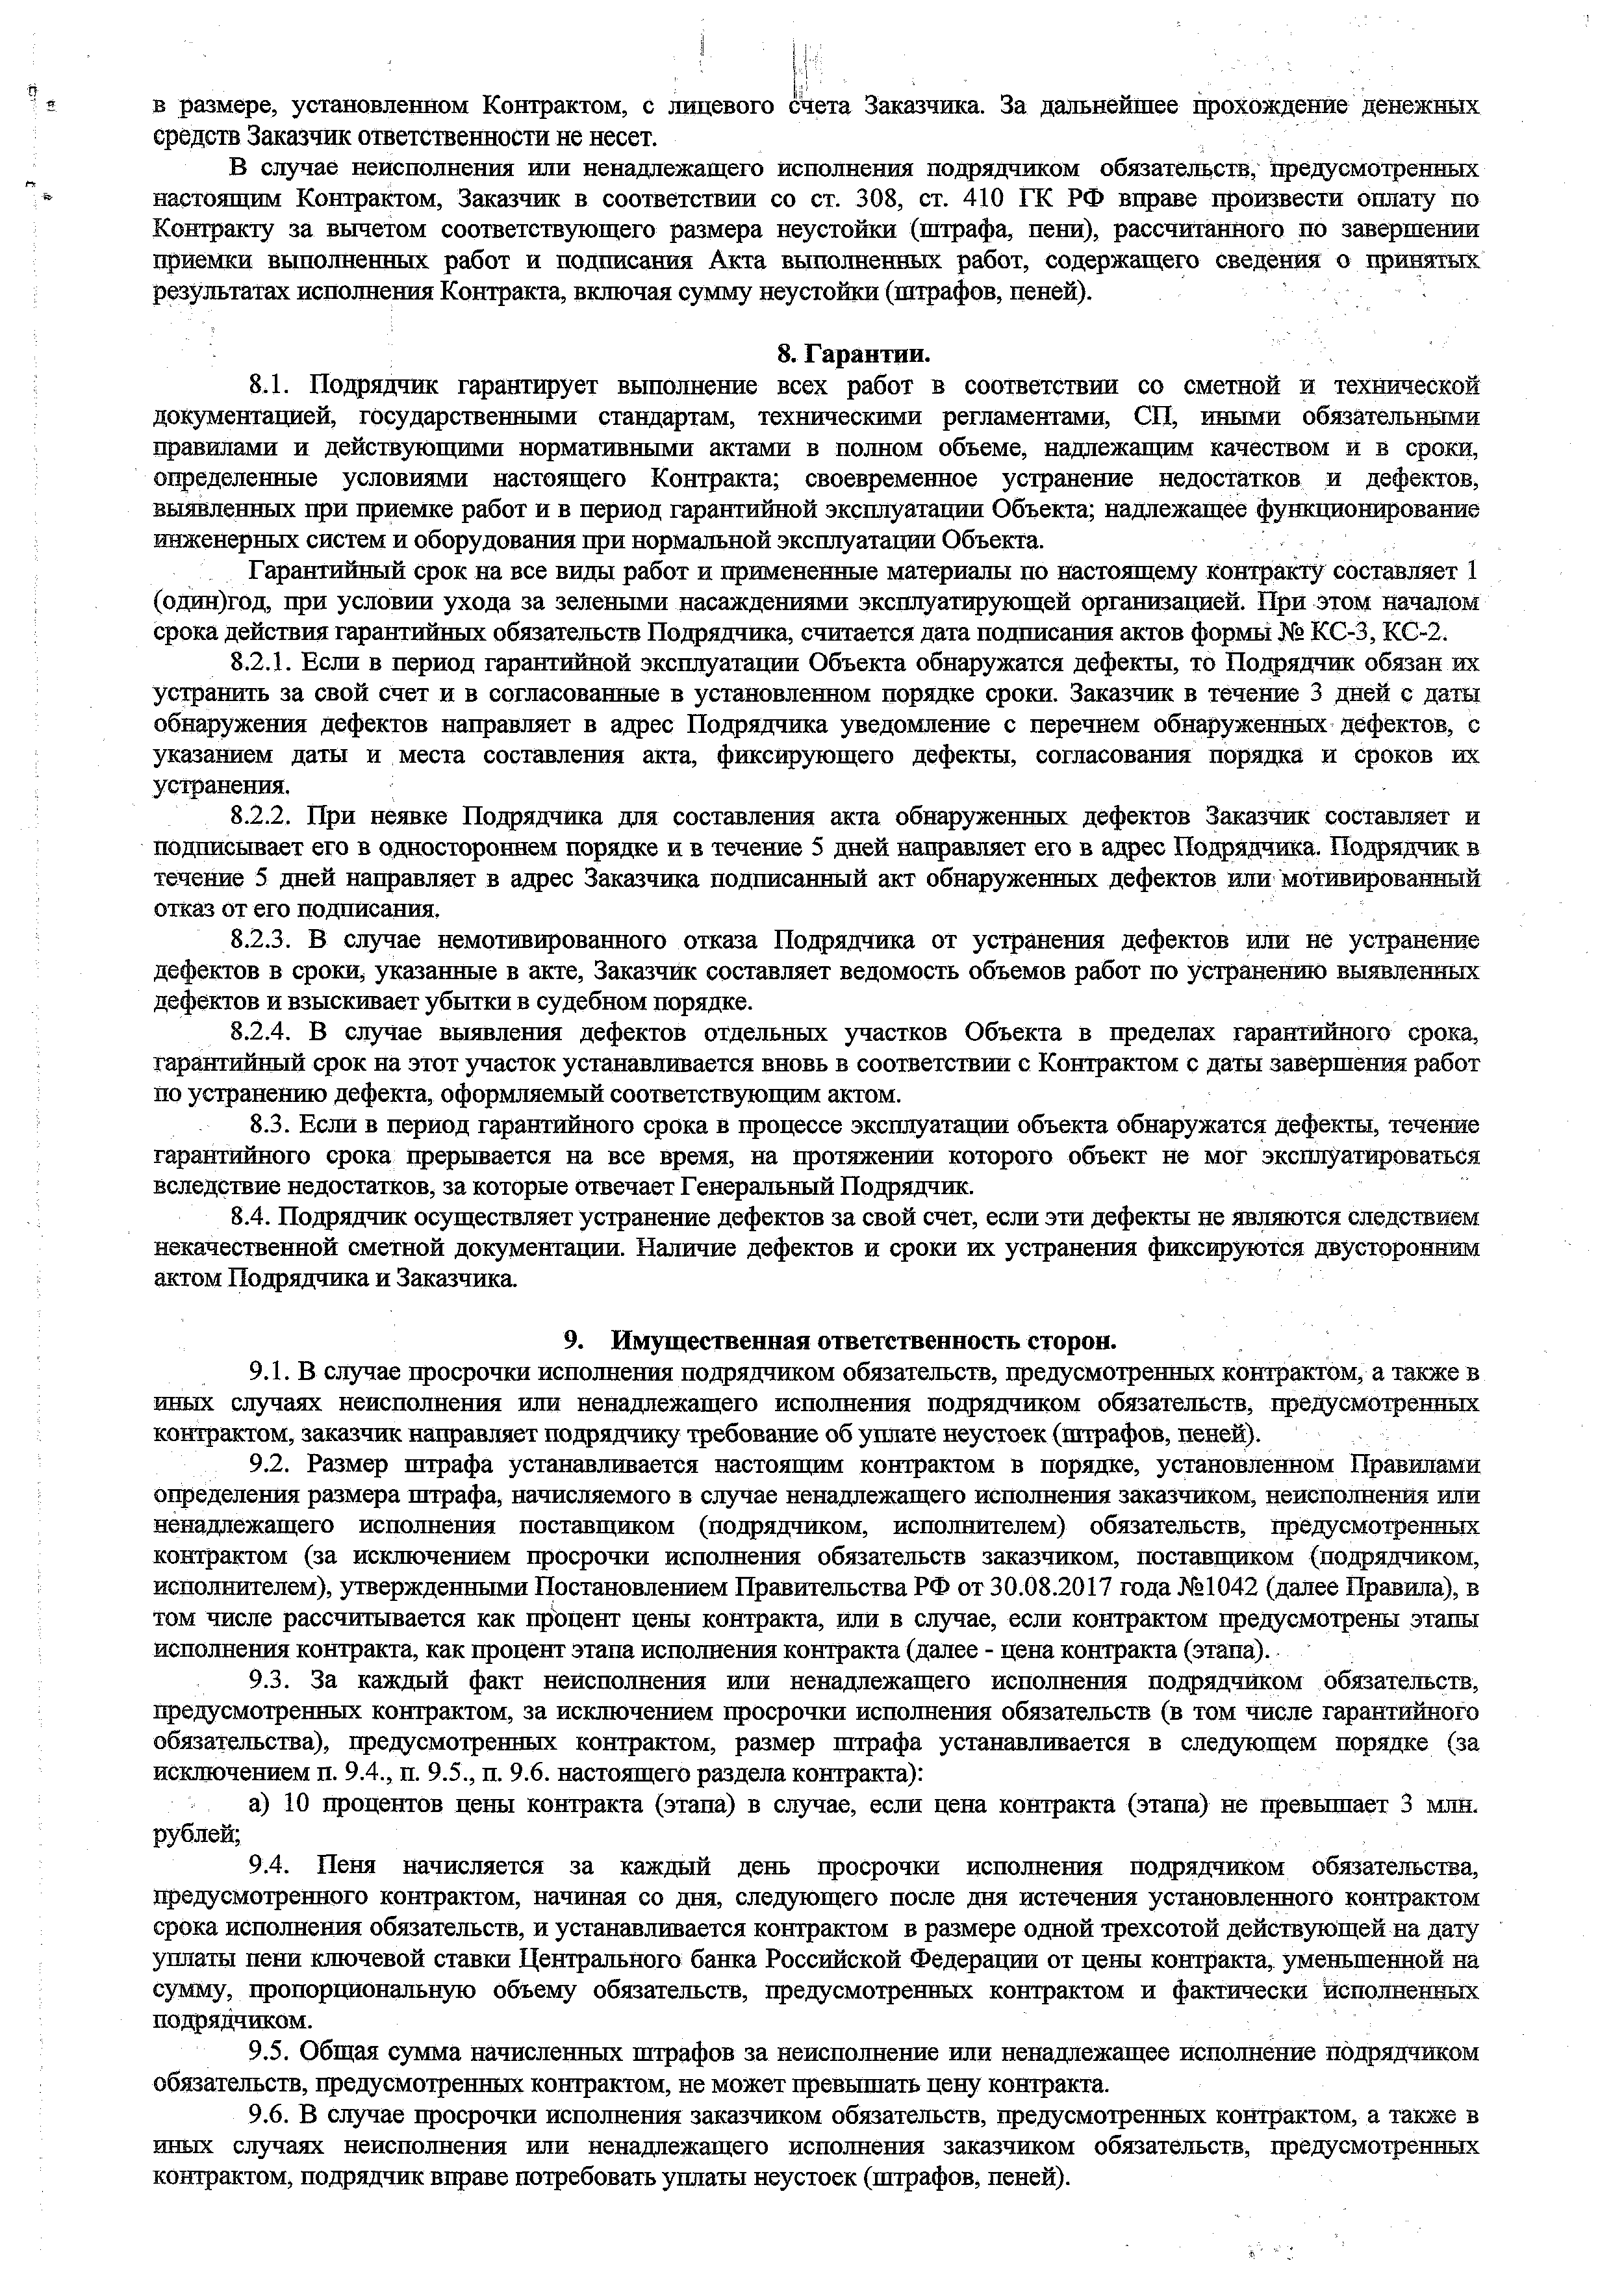 в размере, установленном Контрактом, с лицевого счета Заказчика. За дальнейшее прохождение денежных
средств Заказчик ответственности не несет.
В случае неисполнения или ненадлежащего исполнения подрядчиком обязательств, предусмотренных
настоящим Контрактом, Заказчик в соответствии со ст. 308, ст. 410 ГК РФ вправе произвести оплату по
Контракту за вычетом соответствующего размера неустойки (штрафа, пени), рассчитанного по завершении
приемки выполненных работ и подписания Акта выполненных работ, содержащего сведения о принятых
результатах исполнения Контракта, включая сумму неустойки (штрафов, пеней).
8. Гарантии.
8.1. Подрядчик гарантирует выполнение всех работ в соответствии со сметной и технической
документацией, государственными стандартам, техническими регламентами, СП, иными обязательными
правилами и действующими нормативными актами в полном объеме, надлежащим качеством и в сроки,
определенные условиями настоящего Контракта; своевременное устранение недостатков и дефектов,
выявленных при приемке работ и в период гарантийной эксплуатации Объекта; надлежащее функционирование
инженерных систем и оборудования при нормальной эксплуатации Объекта.
Гарантийный срок на все виды работ и примененные материалы по настоящему контракту составляет 1
(один)год, при условии ухода за зелеными насаждениями эксплуатирующей организацией. При этом началом
срока действия гарантийных обязательств Подрядчика, считается дата подписания актов формы № КС-3, КС-2.
8.2.1. Если в период гарантийной эксплуатации Объекта обнаружатся дефекты, то Подрядчик обязан их
устранить за свой счет и в согласованные в установленном порядке сроки. Заказчик в течение 3 дней с даты
обнаружения дефектов направляет в адрес Подрядчика уведомление с перечнем обнаруженных дефектов, с
указанием даты и места составления акта, фиксирующего дефекты, согласования порядка и сроков их
устранения.
8.2.2. При неявке Подрядчика для составления акта обнаруженных дефектов Заказчик составляет и
подписывает его в одностороннем порядке и в течение 5 дней направляет его в адрес Подрядчика. Подрядчик в
течение 5 дней направляет в адрес Заказчика подписанный акт обнаруженных дефектов или мотивированный
отказ от его подписания.
8.2.3. В случае немотивированного отказа Подрядчика от устранения дефектов или не устранение
дефектов в сроки, указанные в акте, Заказчик составляет ведомость объемов работ по устранению выявленных
дефектов и взыскивает убытки в судебном порядке.
8.2.4. В случае выявления дефектов отдельных участков Объекта в пределах гарантийного срока,
гарантийный срок на этот участок устанавливается вновь в соответствии с Контрактом с даты завершения работ
по устранению дефекта, оформляемый соответствующим актом.
8.3. Если в период гарантийного срока в процессе эксплуатации объекта обнаружатся дефекты, течение
гарантийного срока прерывается на все время, на протяжении которого объект не мог эксплуатироваться
вследствие недостатков, за которые отвечает Генеральный Подрядчик.
8.4. Подрядчик осуществляет устранение дефектов за свой счет, если эти дефекты не являются следствием
некачественной сметной документации. Наличие дефектов и сроки их устранения фиксируются двусторонним
актом Подрядчика и Заказчика.
9. Имущественная ответственность сторон.
9.1. В случае просрочки исполнения подрядчиком обязательств, предусмотренных контрактом, а также в
иных случаях неисполнения или ненадлежащего исполнения подрядчиком обязательств, предусмотренных
контрактом, заказчик направляет подрядчику требование об уплате неустоек (штрафов, пеней).
9.2. Размер штрафа устанавливается настоящим контрактом в порядке, установленном Правилами
определения размера штрафа, начисляемого в случае ненадлежащего исполнения заказчиком, неисполнения или
ненадлежащего исполнения поставщиком (подрядчиком, исполнителем) обязательств, предусмотренных
контрактом (за исключением просрочки исполнения обязательств заказчиком, поставщиком (подрядчиком,
исполнителем), утвержденными Постановлением Правительства РФ от 30.08.2017 года №1042 (далее Правила), в
том числе рассчитывается как процент цены контракта, или в случае, если контрактом предусмотрены этапы
исполнения контракта, как процент этапа исполнения контракта (далее - цена контракта (этапа).
9.3. За каждый факт неисполнения или ненадлежащего исполнения подрядчиком обязательств,
предусмотренных контрактом, за исключением просрочки исполнения обязательств (в том числе гарантийного
обязательства), предусмотренных контрактом, размер штрафа устанавливается в следующем порядке (за
исключением п. 9.4., п. 9.5., п. 9.6. настоящего раздела контракта):
а) 10 процентов цены контракта (этапа) в случае, если цена контракта (этапа) не превышает 3 млн.
рублей;
9.4. Пеня начисляется за каждый день просрочки исполнения подрядчиком обязательства,
предусмотренного контрактом, начиная со дня, следующего после дня истечения установленного контрактом
срока исполнения обязательств, и устанавливается контрактом в размере одной трехсотой действующей на дату
уплаты пени ключевой ставки Центрального банка Российской Федерации от цены контракта, уменьшенной на
сумму, пропорциональную объему обязательств, предусмотренных контрактом и фактически исполненных
подрядчиком.
9.5. Общая сумма начисленных штрафов за неисполнение или ненадлежащее исполнение подрядчиком
обязательств, предусмотренных контрактом, не может превышать цену контракта.
9.6. В случае просрочки исполнения заказчиком обязательств, предусмотренных контрактом, а также в
иных случаях неисполнения или ненадлежащего исполнения заказчиком обязательств, предусмотренных
контрактом, подрядчик вправе потребовать уплаты неустоек (штрафов, пеней).